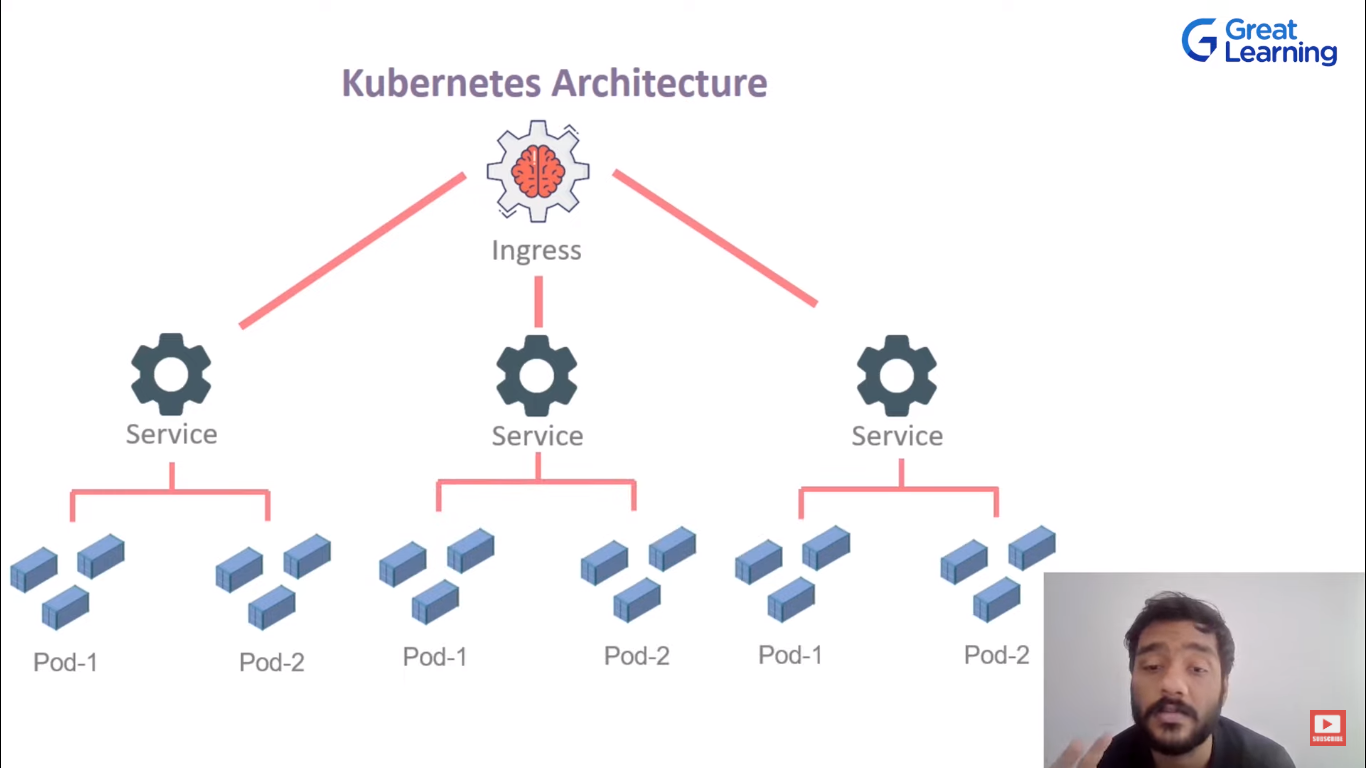 Great
Learning
Kubernetes Architecture
Ingress
Service
Service
Service
Pod-1
Pod-2
Pod-1
Pod-2
Pod-1
Pod-2
SUBSCRIBE